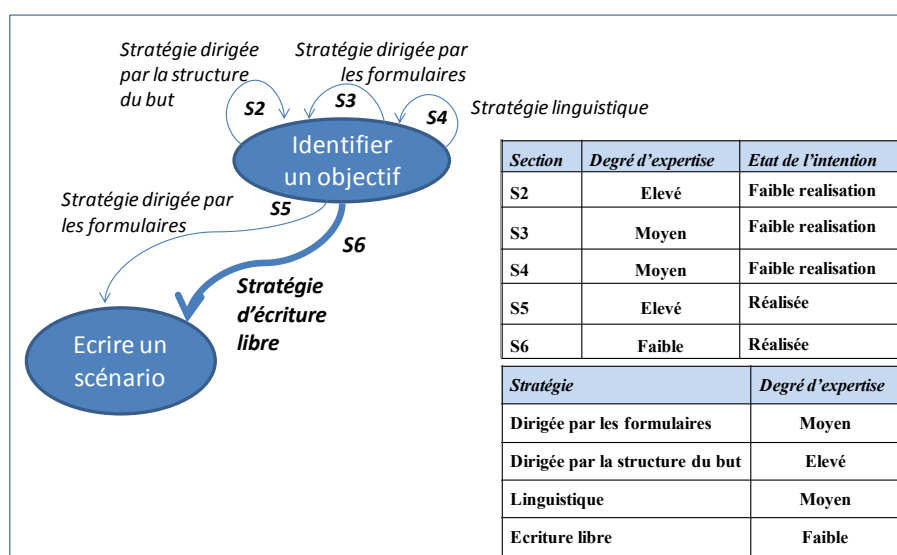 Stratégie dirigée
par la structure
du but
Stratégie dirigée par
les formulaires
Stratégie linguistique
S2
S3
S4
Identifier
un objectif
Stratégie dirigée par
les formulaires
S5
S6
Stratégie
d'écriture
libre
Ecrire un
scénario
Section Degré d'expertise Etat de l'intention
S2 Elevé Faible realisation
S3 Moyen Faible realisation
S4 Moyen Faible realisation
S5 Elevé Réalisée
S6 Faible Réalisée
Stratégie Degré d'expertise
Dirigée par les formulaires Moyen
Dirigée par la structure du but Elevé
Linguistique Moyen
Ecriture libre Faible